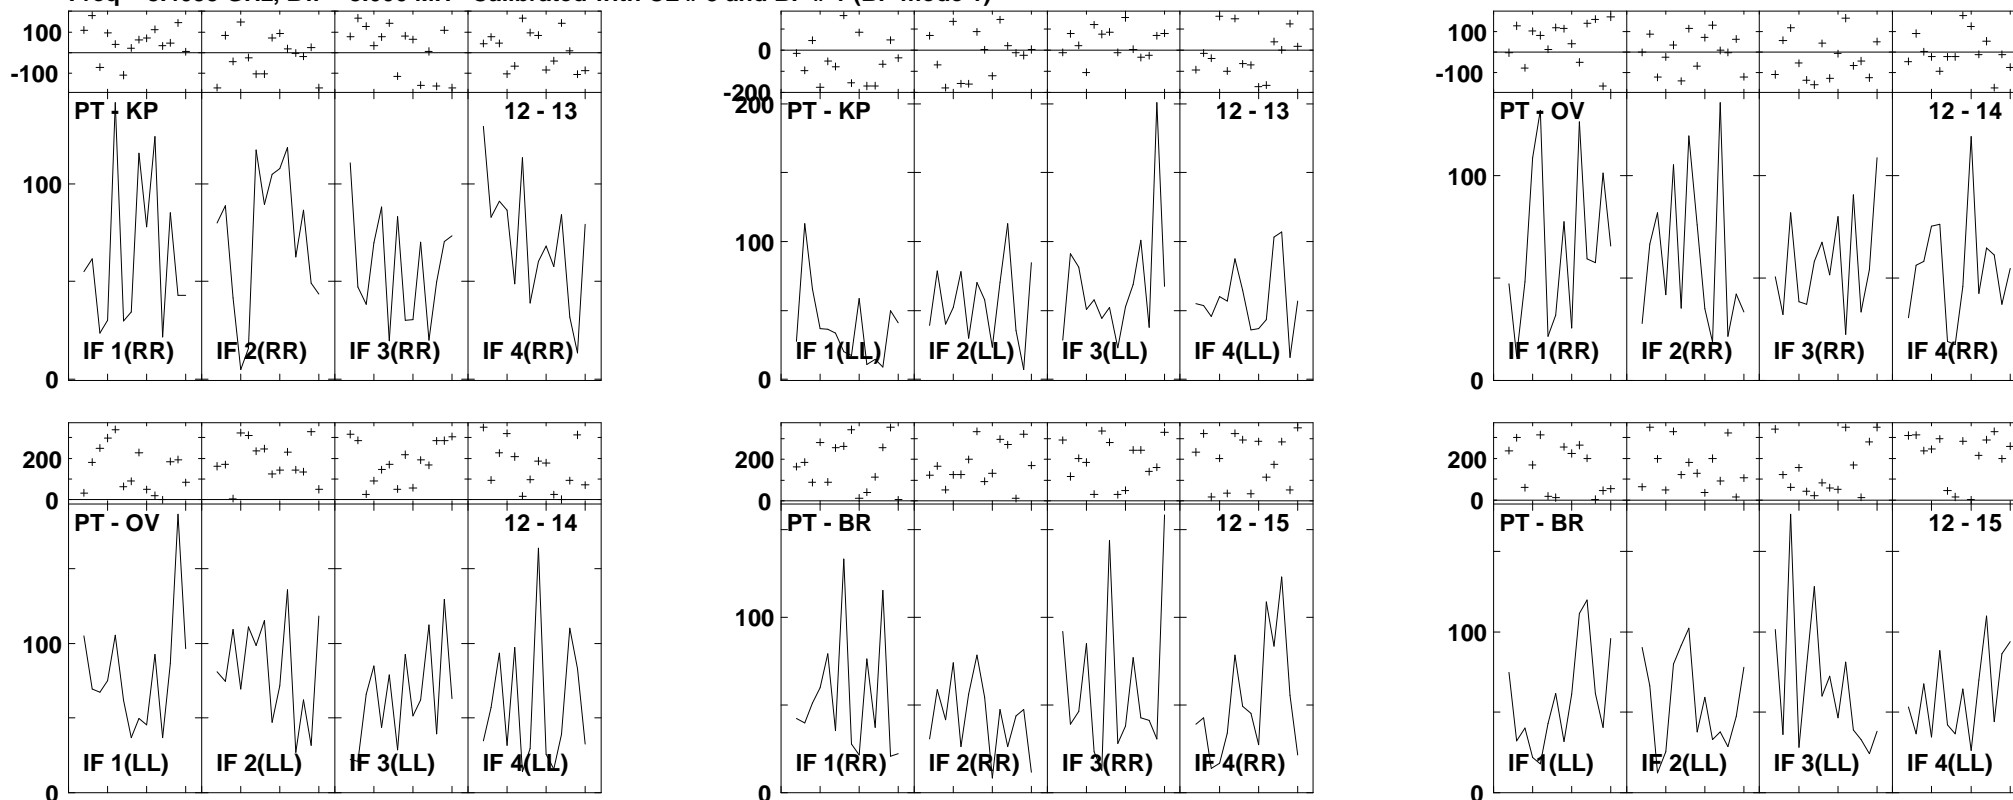 100
-100
PT - KP
12 - 13
100
0
IF 1(RR)
IF 2(RR)
IF 3(RR)
IF 4(RR)
0
-200
200
PT - KP
12 - 13
100
0
IF 1(LL)
IF 2(LL)
IF 3(LL)
IF 4(LL)
100
-100
PT - OV
12 - 14
100
0
IF 1(RR)
IF 2(RR)
IF 3(RR)
IF 4(RR)
200
0
PT - OV
12 - 14
100
0
IF 1(LL)
IF 2(LL)
IF 3(LL)
IF 4(LL)
200
0
PT - BR
12 - 15
100
0
IF 1(RR)
IF 2(RR)
IF 3(RR)
IF 4(RR)
200
0
PT - BR
12 - 15
100
0
IF 1(LL)
IF 2(LL)
IF 3(LL)
IF 4(LL)